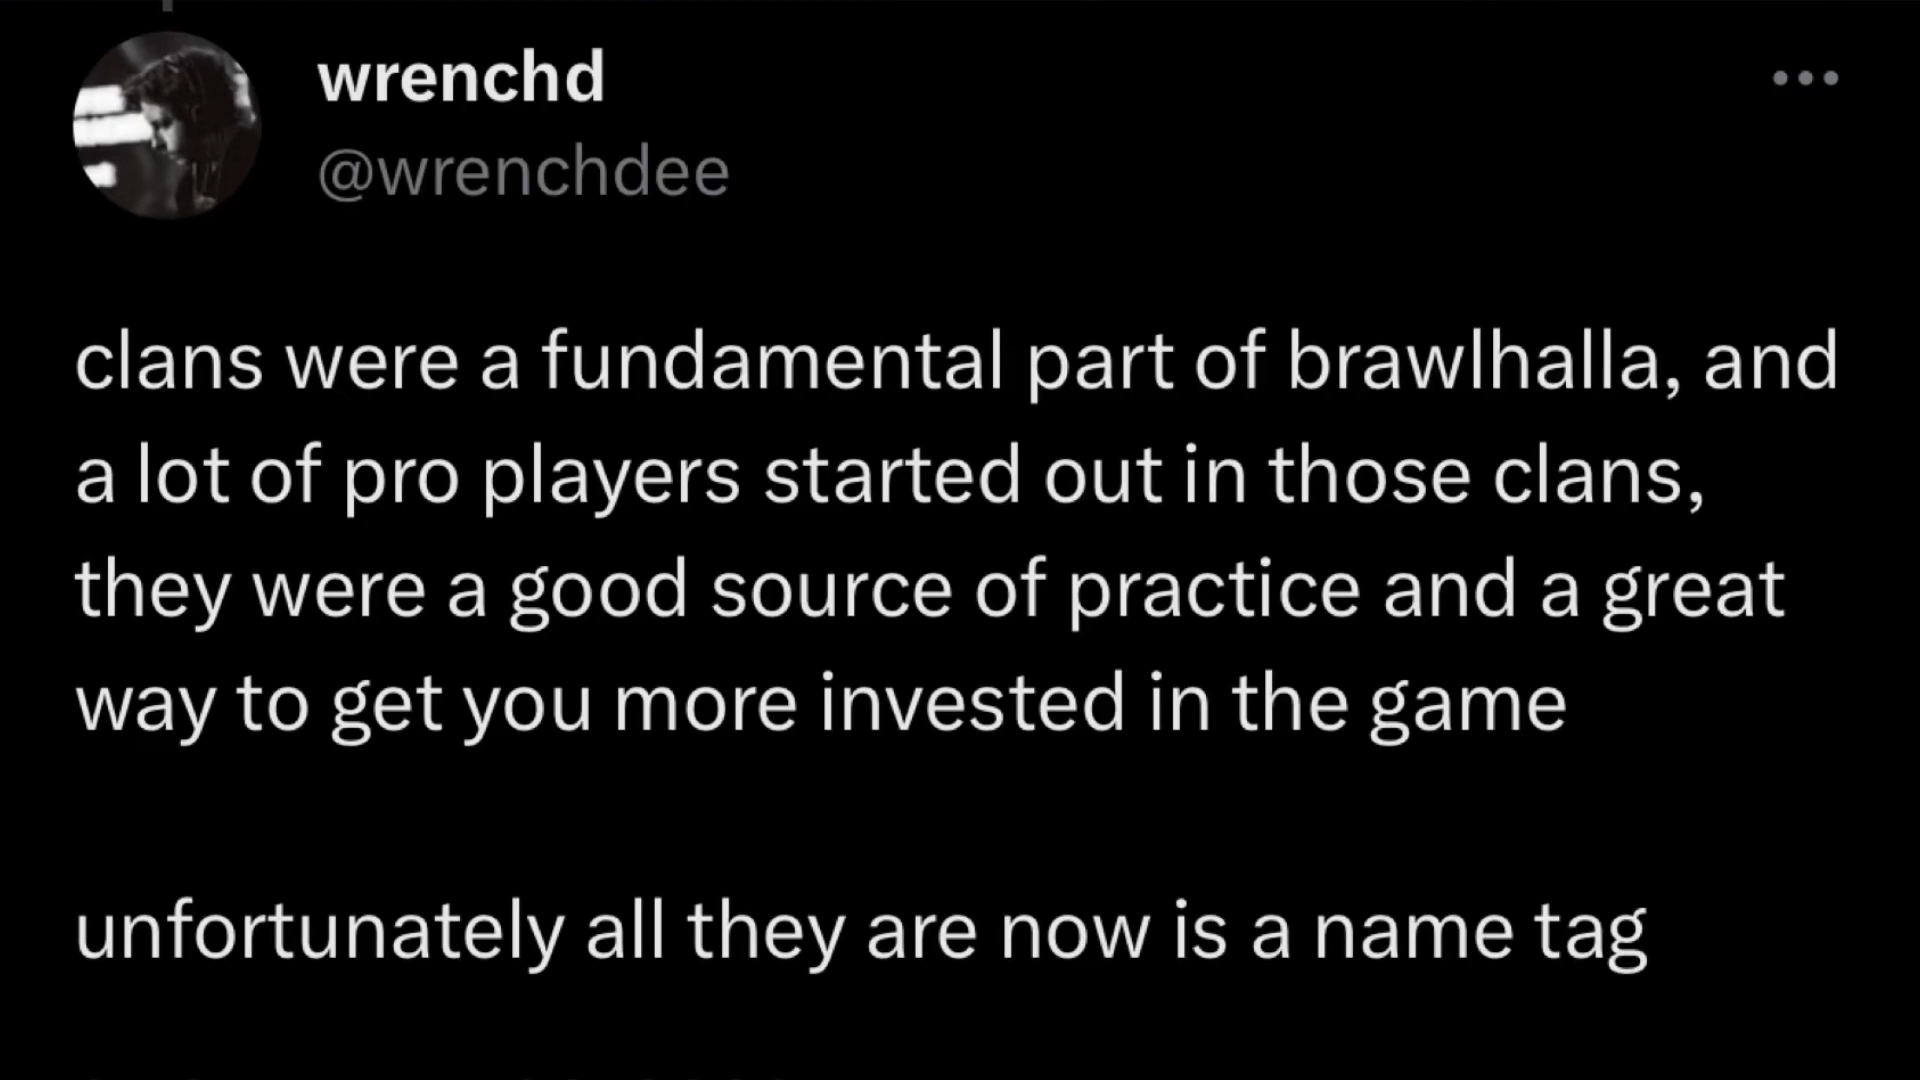 wrenchd
@wrenchdee
clans were a fundamental part of brawlhalla, and
a lot of pro players started out in those clans,
they were a good source of practice and a great
way to get you more invested in the game
unfortunately all they are now is a name tag